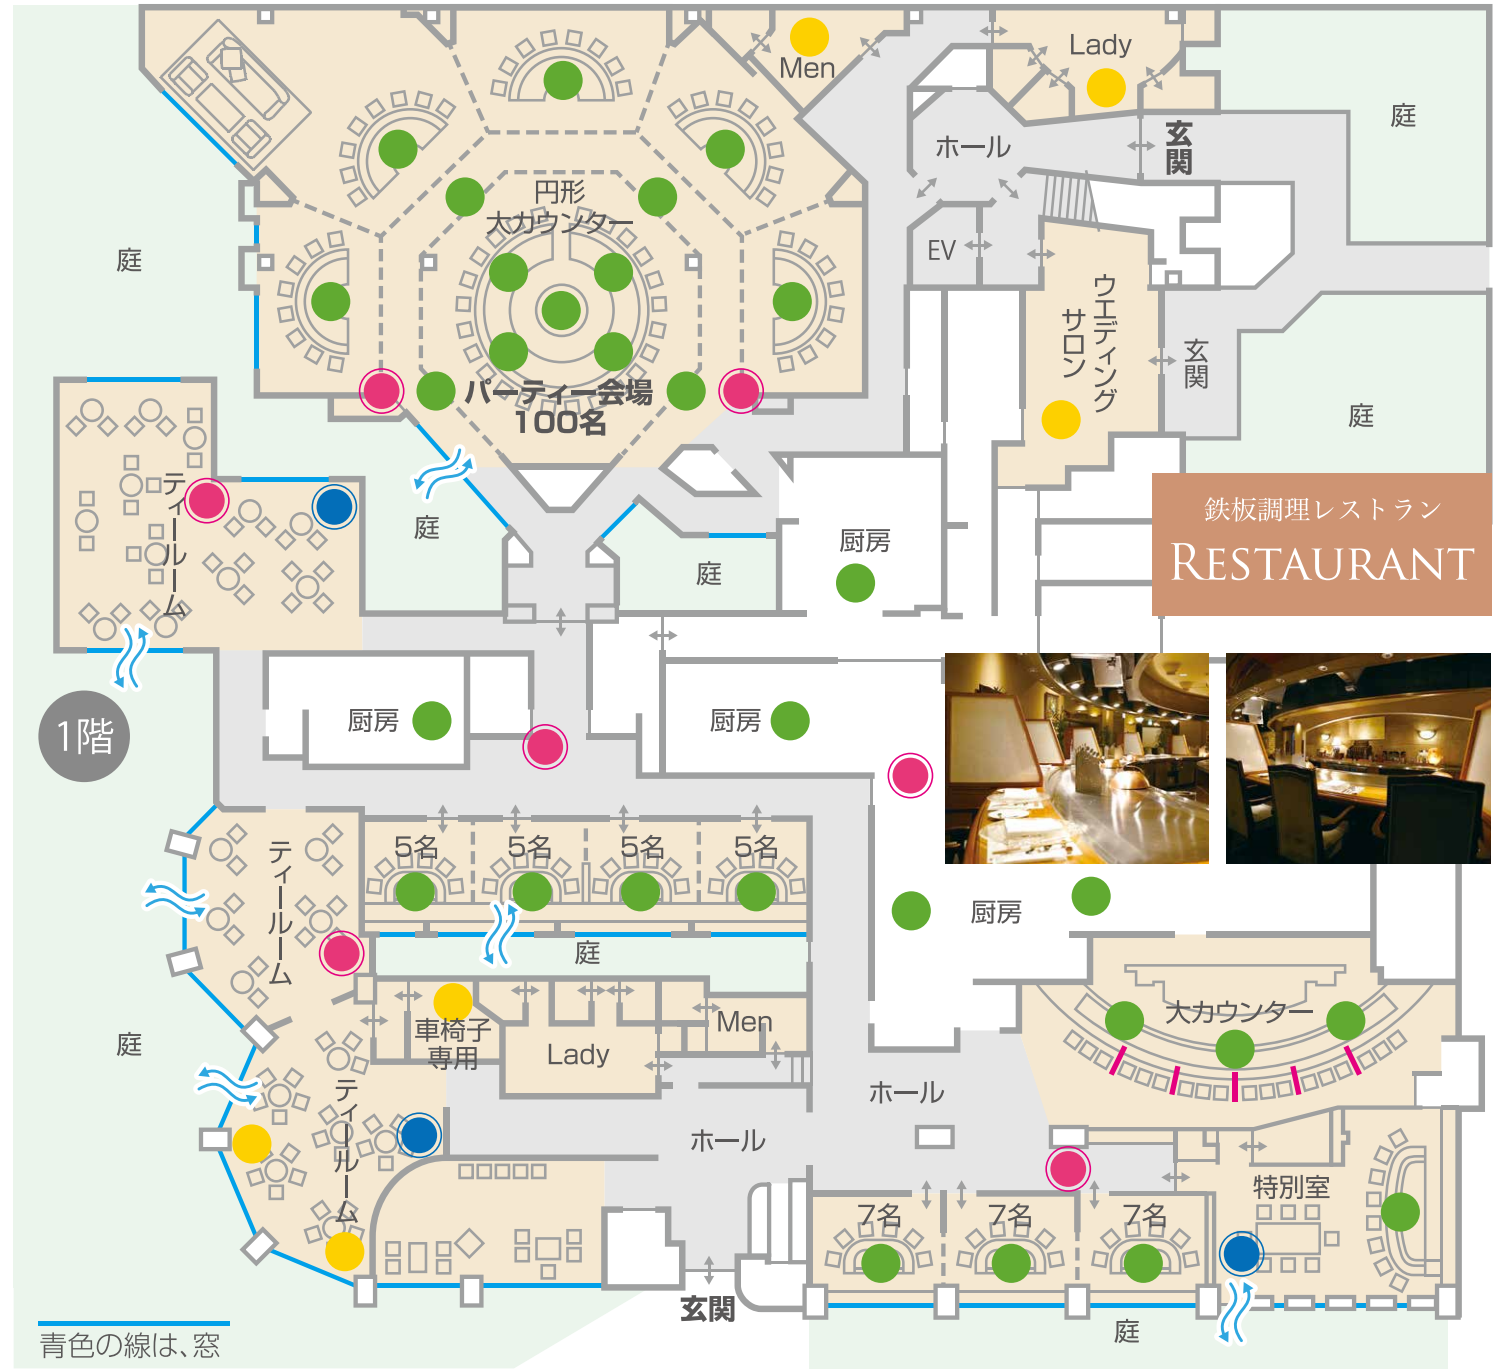 Men
Lady
庭
ホール
玄関
円形
大カウンター
庭
EV
ウエディング
サロン
玄関
パーティー会場
100名
庭
ティールーム
鉄板調理レストラン
RESTAURANT
庭
厨房
庭
1階
厨房
厨房
5名
5名
5名
5名
ティールーム
厨房
庭
車椅子
専用
Lady
Men
大カウンター
庭
ティールーム
ホール
ホール
特別室
7名
7名
7名
玄関
庭
青色の線は、窓